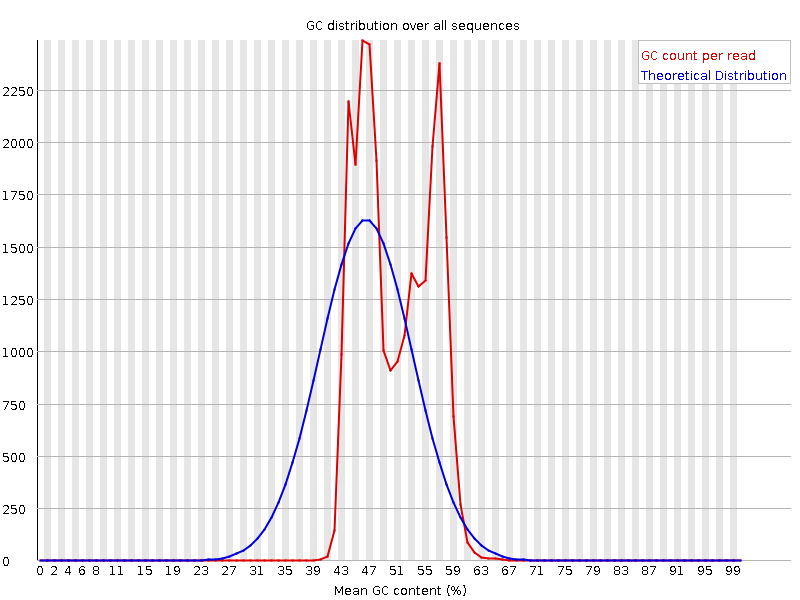 GC distribution over all sequences
GC count per read
Theoretical Distribution
2250
2000
1750
1500
1250
1000
750
500
250
0
0 2 4 6 8 11 15 19 23 27 31 35 39 43 47 51 55 59 63 67 71 75 79 83 87 91 95 99
Mean GC content (%)